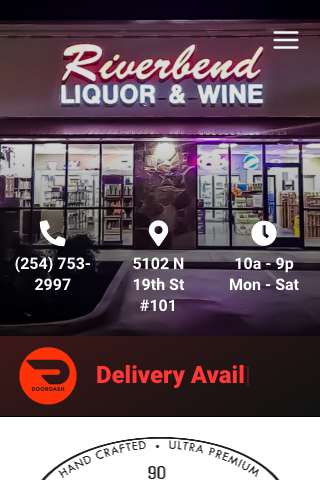 Riverbend
LIQUOR & WINE
(254) 753-
2997
5102 N
19th St
#101
10a - 9p
Mon - Sat
DOORDASH
Delivery Avail
HAND CRAFTED • ULTRA PREMIUM
90